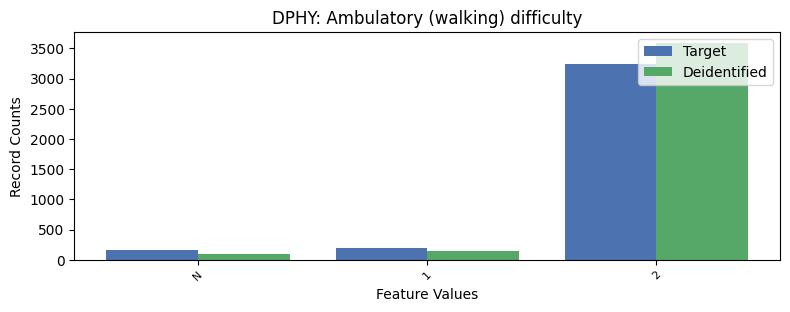 DPHY: Ambulatory (walking) difficulty
Target
Deidentified
Record Counts
3500
3000
2500
2000
1500
1000
500
0
N
1
2
Feature Values